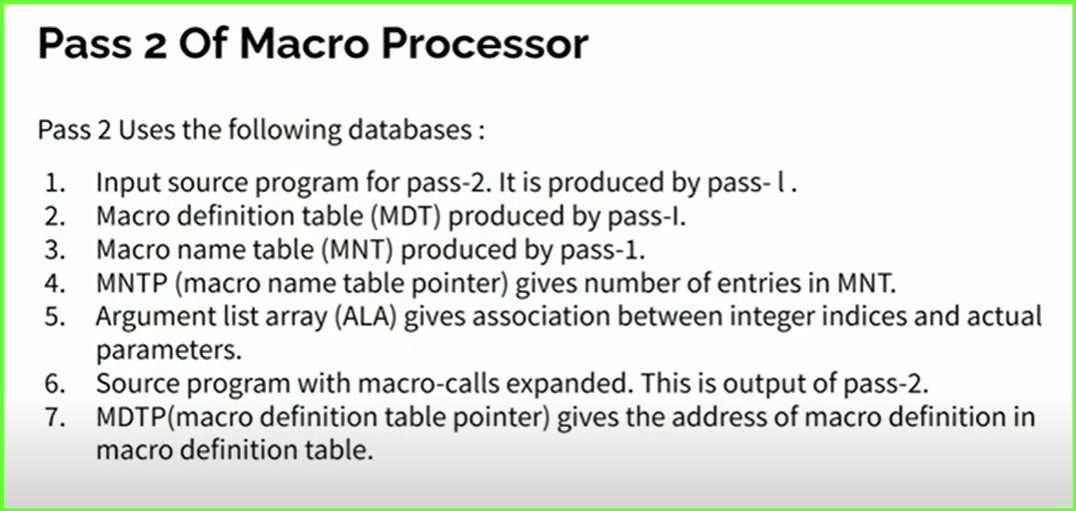 Pass 2 Of Macro Processor
Pass 2 Uses the following databases :
1. Input source program for pass-2. It is produced by pass- l .
2. Macro definition table (MDT) produced by pass-I.
3. Macro name table (MNT) produced by pass-1.
4. MNTP (macro name table pointer) gives number of entries in MNT.
5. Argument list array (ALA) gives association between integer indices and actual
parameters.
6. Source program with macro-calls expanded. This is output of pass-2.
7. MDTP(macro definition table pointer) gives the address of macro definition in
macro definition table.